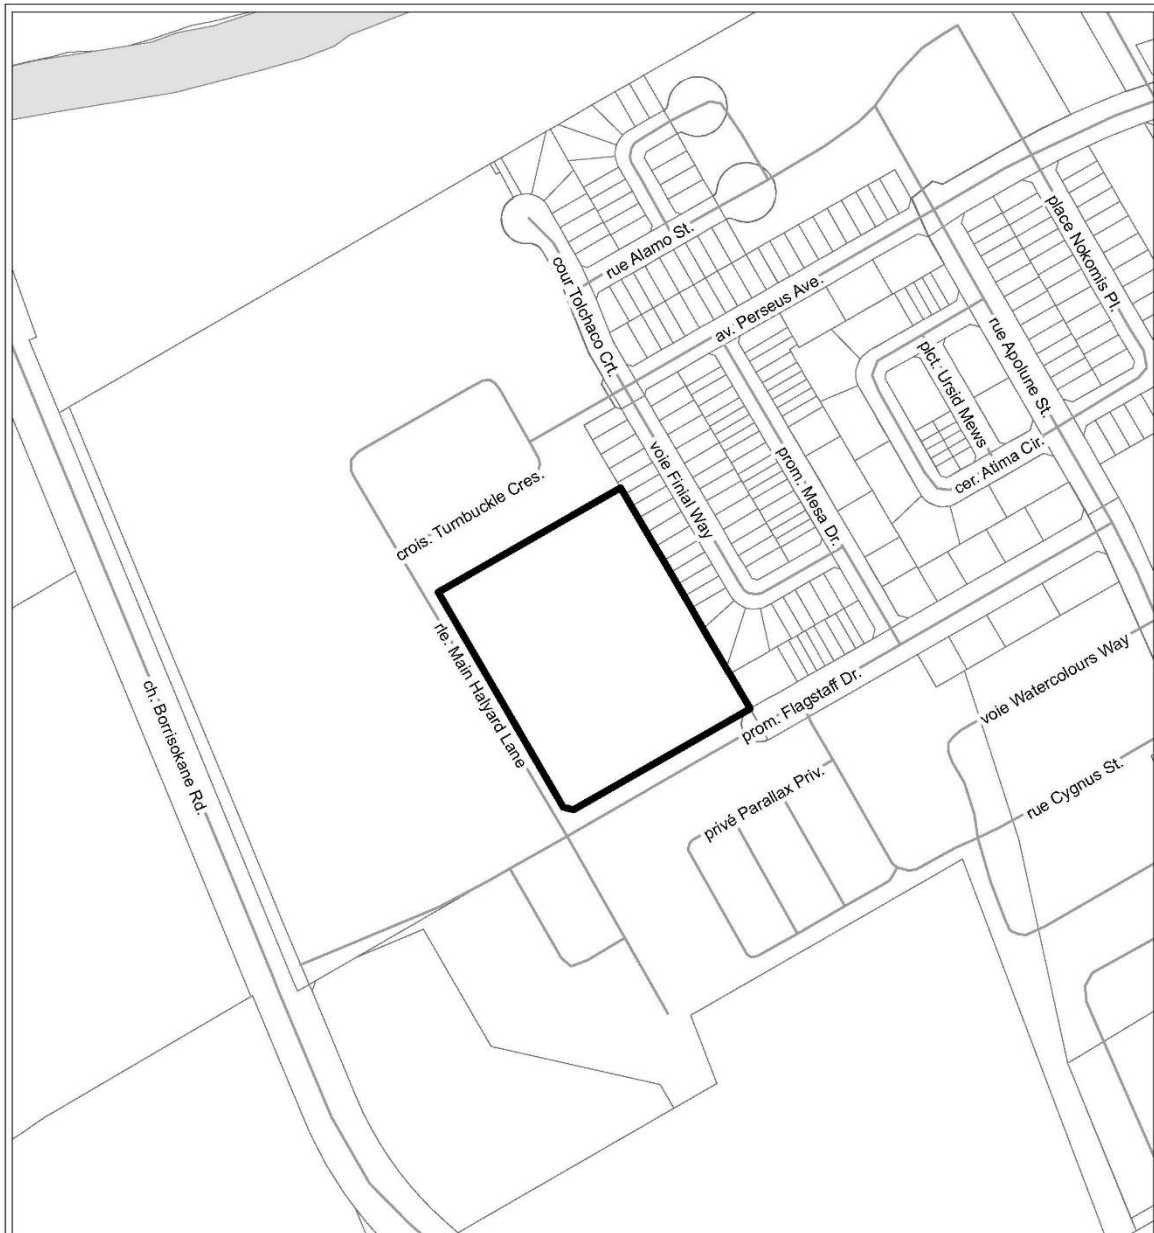 place Nokomis Pl.
rue Alamo St.
cour Tolchaco Crt.
av. Perseus Ave.
rue Apolune St.
plct. Ursid Mews
cer. Atima Cir.
voie Finial Way
prom. Mesa Dr.
crois. Turnbuckle Cres.
rle. Main Halyard Lane
ch. Borrisokane Rd.
prom. Flagstaff Dr.
voie Watercolours Way
privé Parallax Priv.
rue Cygnus St.